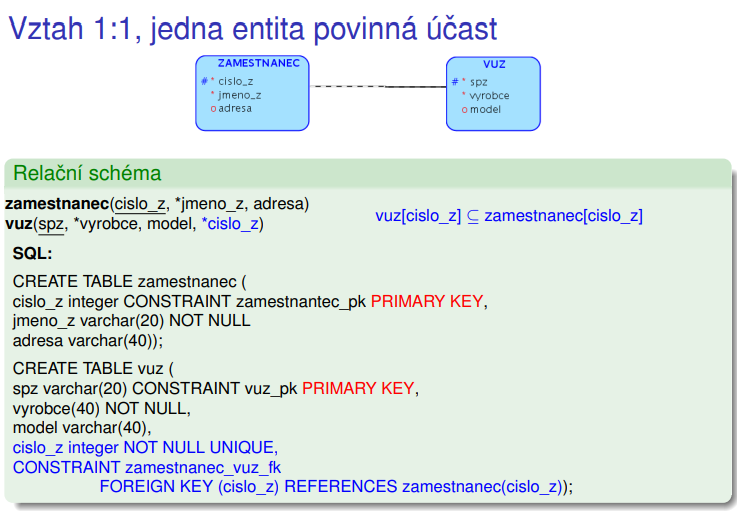 Vztah 1:1, jedna entita povinná účast
ZAMESTNANEC
# * cislo_z
* jmeno_z
o adresa
VUZ
# * spz
* vyrobce
o model
Relační schéma
zamestnanec(cislo_z, *jmeno_z, adresa)
vuz(spz, *vyrobce, model, *cislo_z)
vuz[cislo_z] ⊆ zamestnanec[cislo_z]
SQL:
CREATE TABLE zamestnanec (
cislo_z integer CONSTRAINT zamestnantec_pk PRIMARY KEY,
jmeno_z varchar(20) NOT NULL
adresa varchar(40));
CREATE TABLE vuz (
spz varchar(20) CONSTRAINT vuz_pk PRIMARY KEY,
vyrobce(40) NOT NULL,
model varchar(40),
cislo_z integer NOT NULL UNIQUE,
CONSTRAINT zamestnanec_vuz_fk
FOREIGN KEY (cislo_z) REFERENCES zamestnanec(cislo_z));